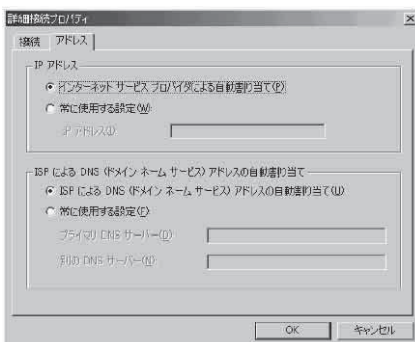 詳細接続プロパティ
接続 アドレス
IP アドレス
インターネット サービス プロバイダによる自動割り当て(P)
常に使用する設定(W)
IP アドレス(I):
ISP による DNS (ドメイン ネーム サービス) アドレスの自動割り当て
ISP による DNS (ドメイン ネーム サービス) アドレスの自動割り当て(U)
常に使用する設定(F)
プライマリ DNS サーバー(D):
別の DNS サーバー(N):
OK キャンセル